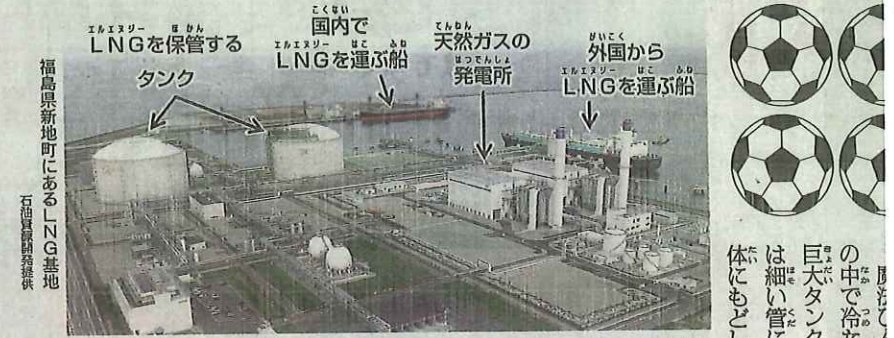 LNGを保管する
タンク
国内で
LNGを運ぶ船
天然ガスの
発電所
外国から
LNGを運ぶ船
福島県新地町にあるLNG基地
石油資源開発提供
の中で冷
巨大タンク
は細い管に
体にもどし